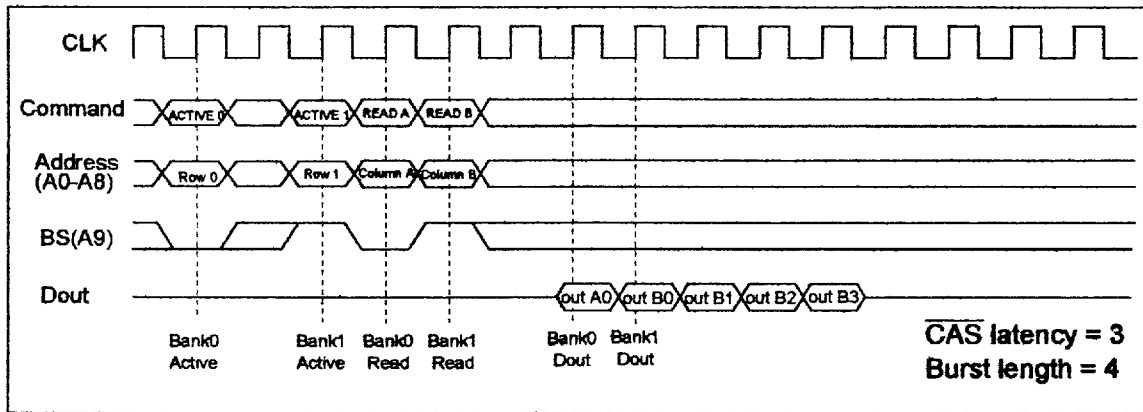 CLK
Command
ACTIVE 0
ACTIVE 1
READ A
READ B
Address
(A0-A8)
Row 0
Row 1
Column A
Column B
BS(A9)
Dout
out A0
out B0
out B1
out B2
out B3
Bank0
Active
Bank1
Active
Bank0
Read
Bank1
Read
Bank0
Dout
Bank1
Dout
CAS latency = 3
Burst length = 4